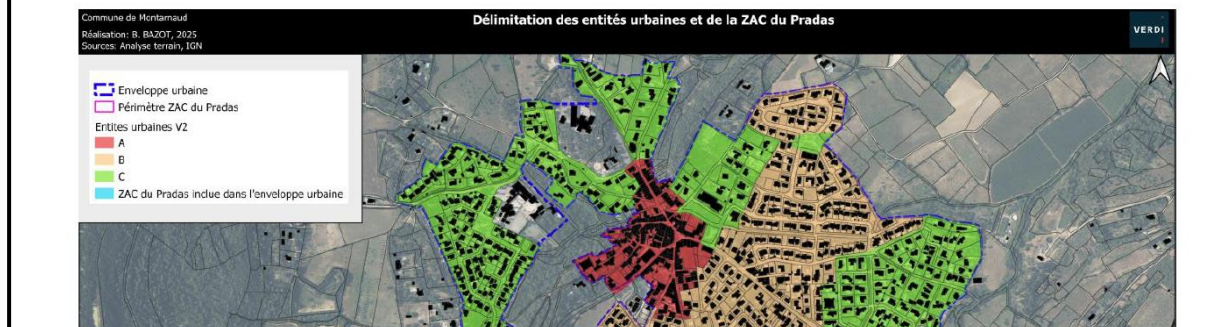 Commune de Montarnaud
Délimitation des entités urbaines et de la ZAC du Pradas
Réalisation: B. BAZOT, 2025
Sources: Analyse terrain, IGN
VERDI
Enveloppe urbaine
Périmètre ZAC du Pradas
Entites urbaines V2
A
B
C
ZAC du Pradas inclue dans l'enveloppe urbaine